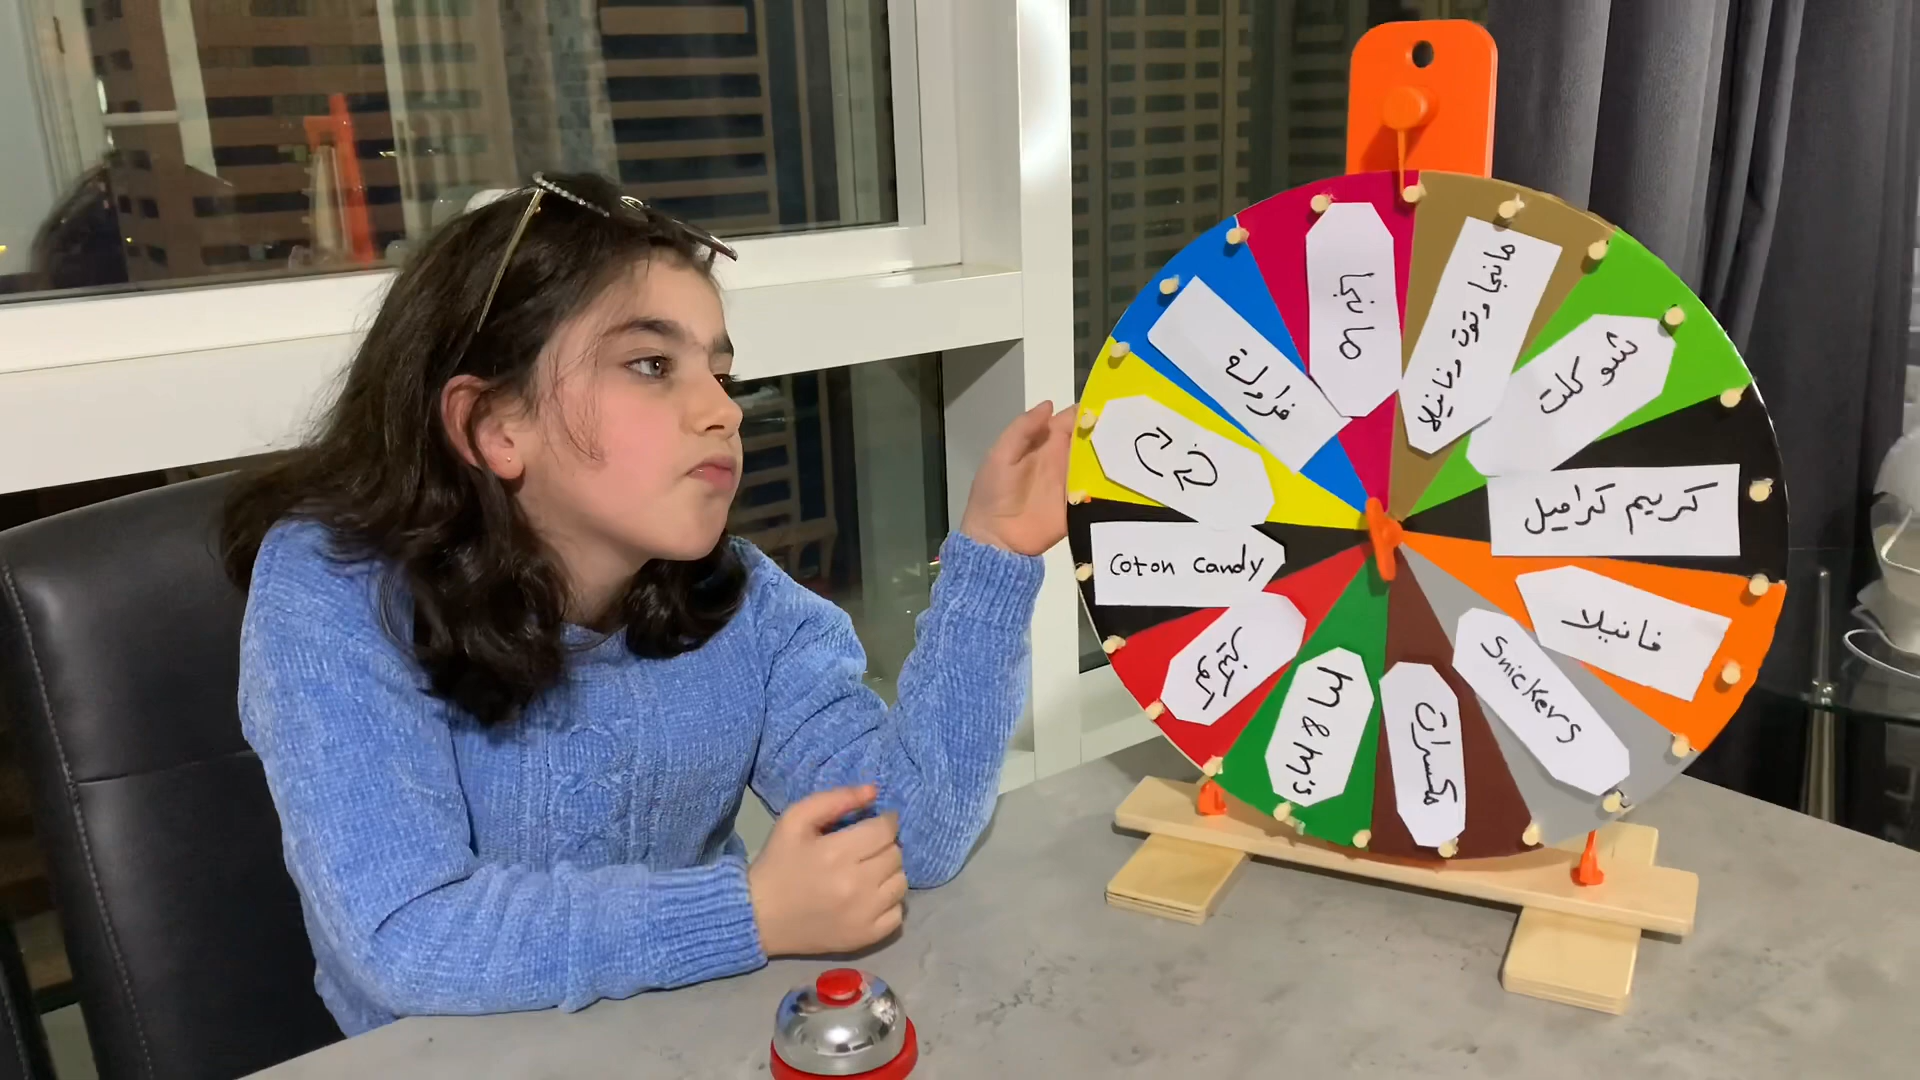 مانجا وتوت وفانيلا
شوكلت
كريم كراميل
فانيلا
Snickers
مكسرات
M&M's
Coton Candy
فراولة
مانجا